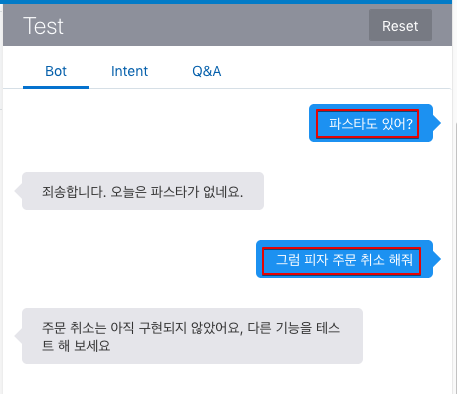 Test
Reset
Bot
Intent
Q&A
파스타도 있어?
죄송합니다. 오늘은 파스타가 없네요.
그럼 피자 주문 취소 해줘
주문 취소는 아직 구현되지 않았어요, 다른 기능을 테스
트 해 보세요